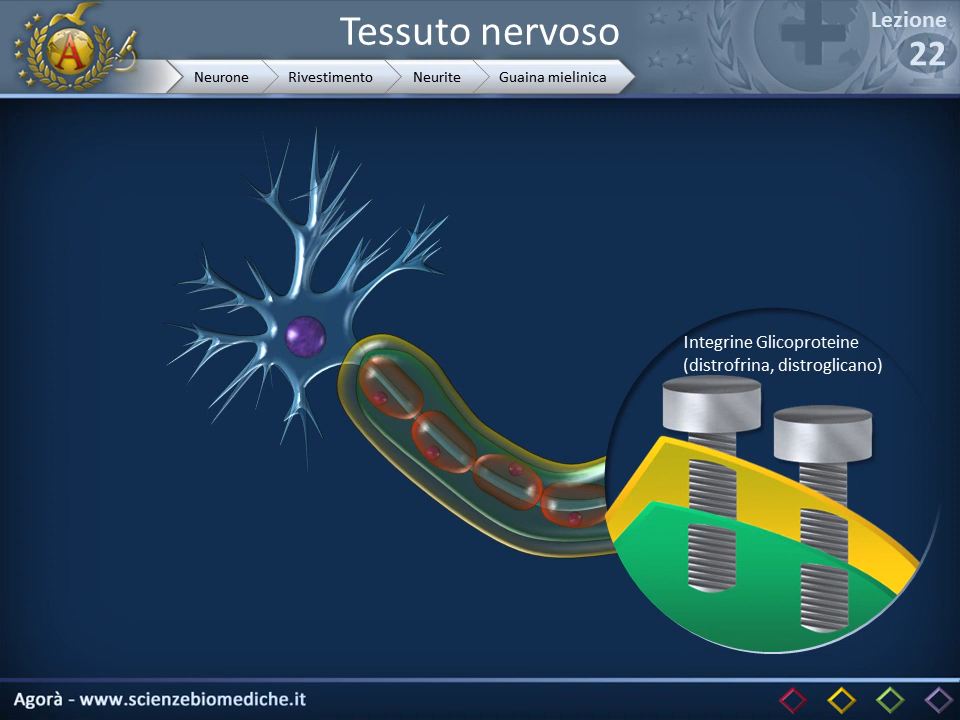 Tessuto nervoso
Lezione
22
A
Neurone
Rivestimento
Neurite
Guaina mielinica
Integrine Glicoproteine
(distrofrina, distroglicano)
Agorà - www.scienzebiomediche.it